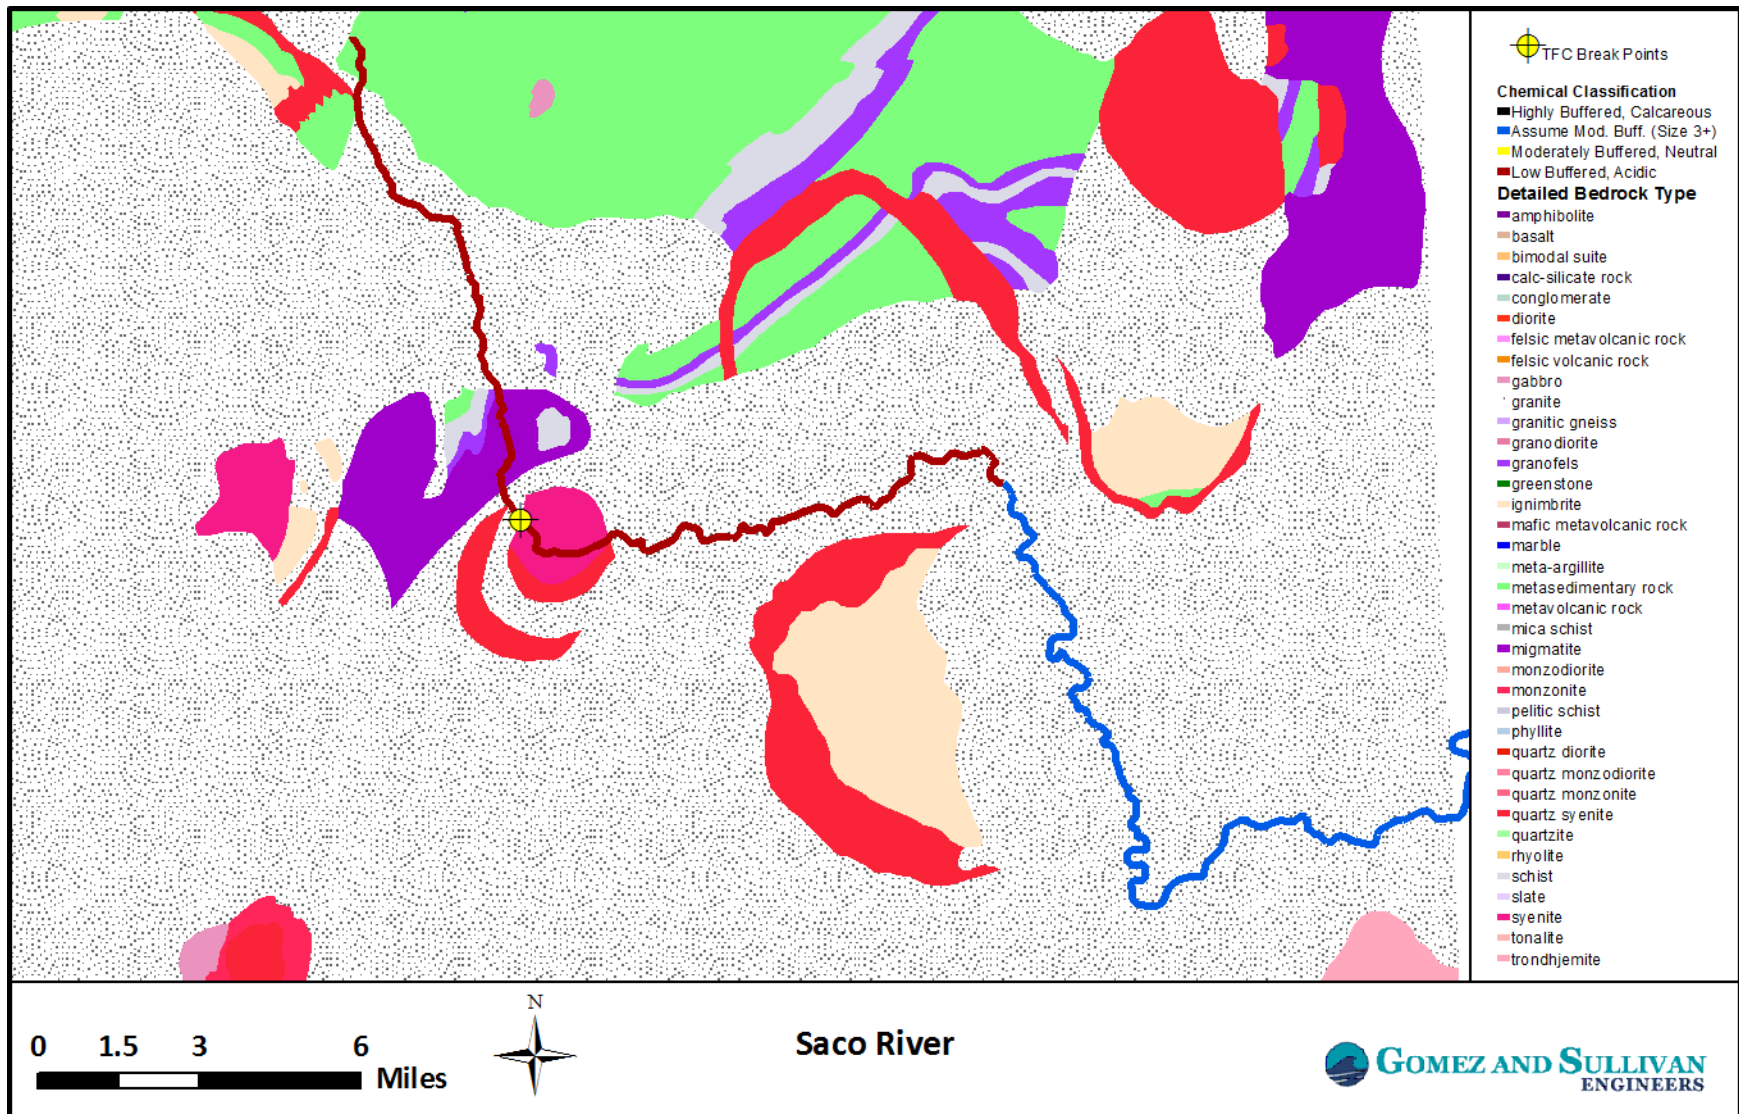 TFC Break Points
Chemical Classification
Highly Buffered, Calcareous
Assume Mod. Buff. (Size 3+)
Moderately Buffered, Neutral
Low Buffered, Acidic
Detailed Bedrock Type
amphibolite
basalt
bimodal suite
calc-silicate rock
conglomerate
diorite
felsic metavolcanic rock
felsic volcanic rock
gabbro
granite
granitic gneiss
granodiorite
granofels
greenstone
ignimbrite
mafic metavolcanic rock
marble
meta-argillite
metasedimentary rock
metavolcanic rock
mica schist
migmatite
monzodiorite
monzonite
pelitic schist
phyllite
quartz diorite
quartz monzodiorite
quartz monzonite
quartz syenite
quartzite
rhyolite
schist
slate
syenite
tonalite
trondhjemite
0 1.5 3 6
Miles
N
Saco River
GOMEZ AND SULLIVAN
ENGINEERS